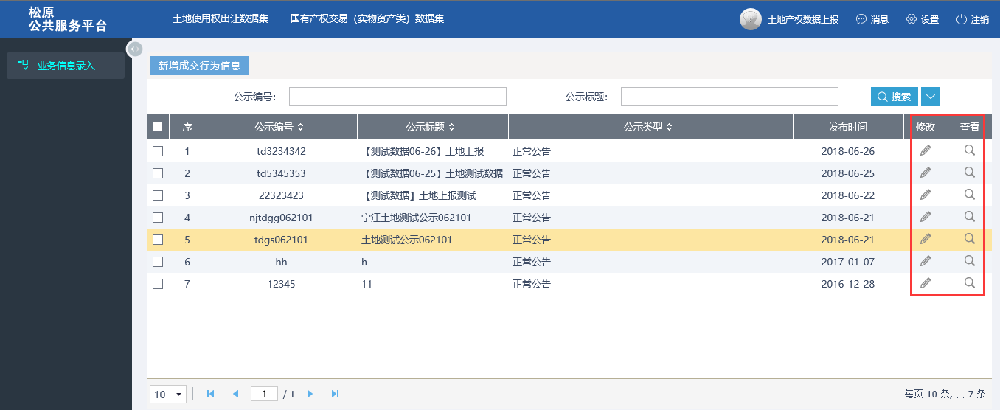 松原
公共服务平台
土地使用权出让数据集 国有产权交易（实物资产类）数据集 土地产权数据上报 消息 设置 注销
业务信息录入
新增成交行为信息
公示编号： 公示标题： 搜索
序 公示编号 公示标题 公示类型 发布时间 修改 查看
1 td3234342 【测试数据06-26】土地上报 正常公告 2018-06-26
2 td5345353 【测试数据06-25】土地测试数据 正常公告 2018-06-25
3 22323423 【测试数据】土地上报测试 正常公告 2018-06-22
4 njtdgg062101 宁江土地测试公示062101 正常公告 2018-06-21
5 tdgs062101 土地测试公示062101 正常公告 2018-06-21
6 hh h 正常公告 2017-01-07
7 12345 11 正常公告 2016-12-28
10 1 / 1 每页 10 条, 共 7 条